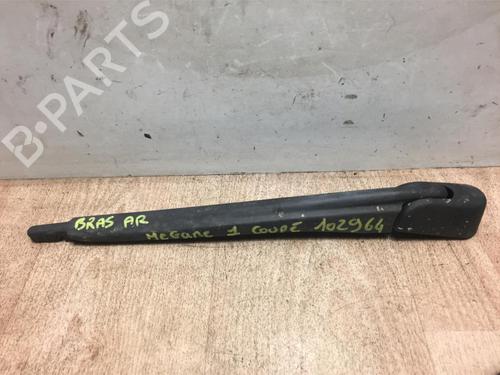 B-PARTS
BRAS AR
MeGane 1 COUPE 102964